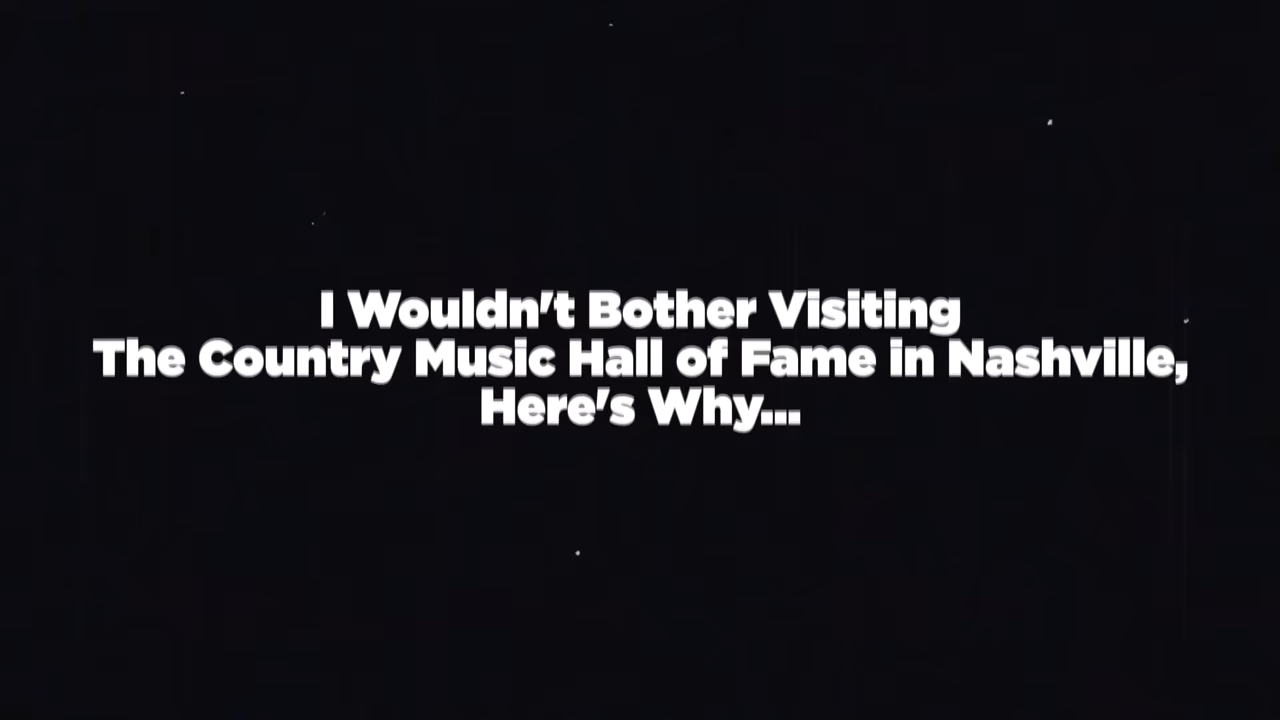 I Wouldn't Bother Visiting
The Country Music Hall of Fame in Nashville,
Here's Why...